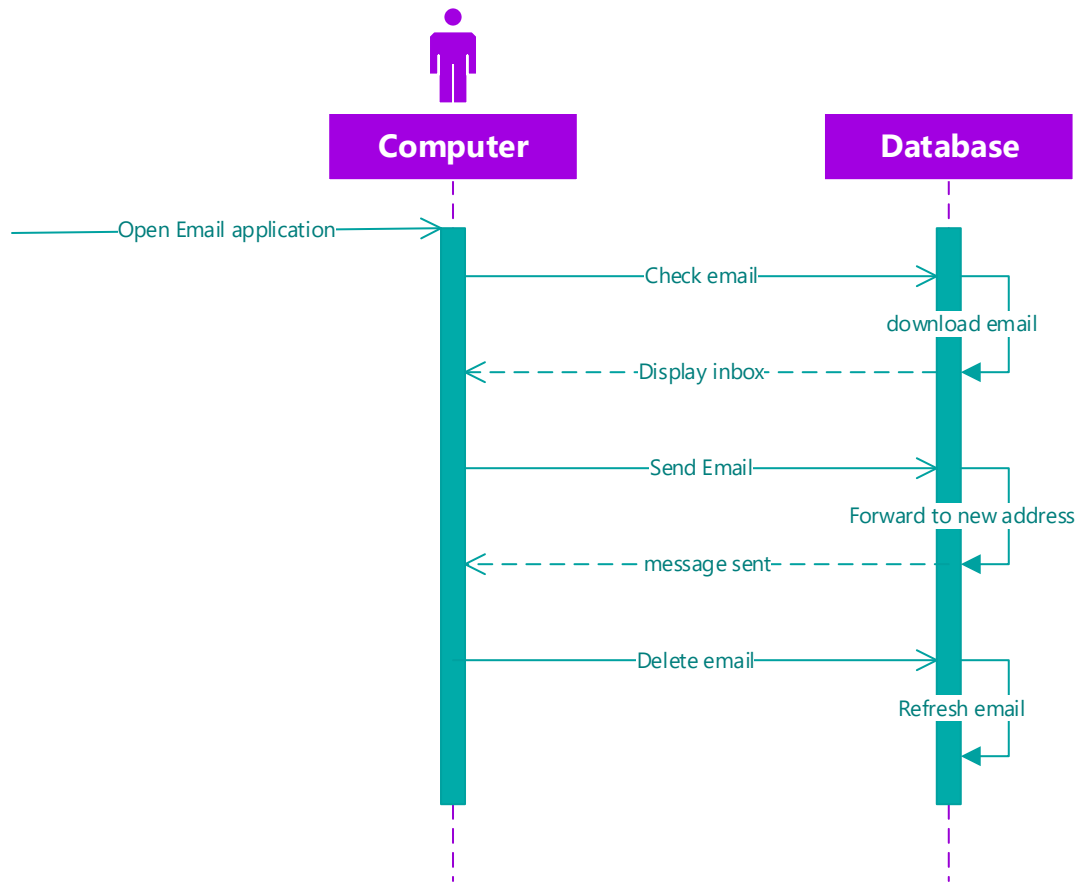 Computer
Database
Open Email application
Check email
download email
Display inbox
Send Email
Forward to new address
message sent
Delete email
Refresh email